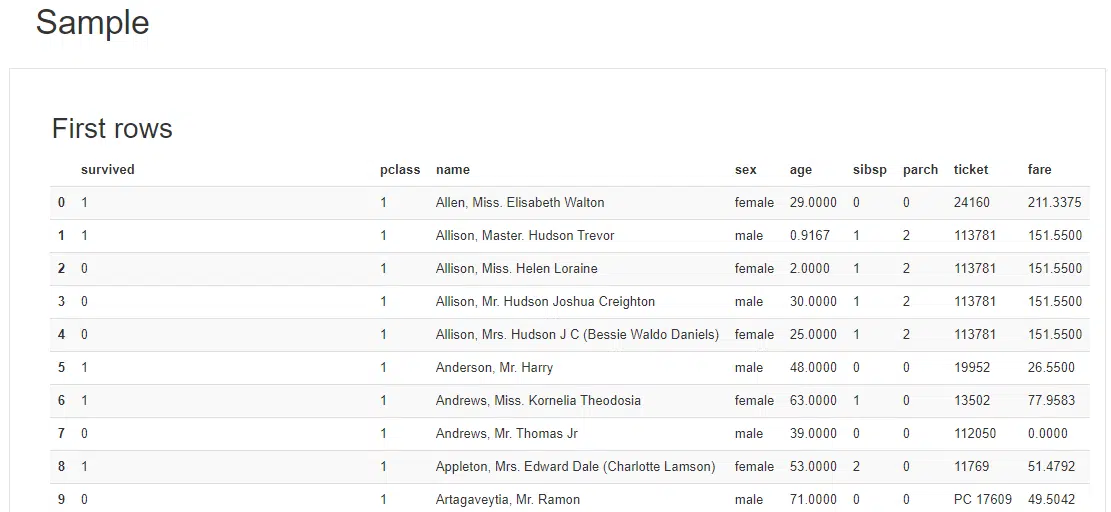 Sample
First rows
survived pclass name sex age sibsp parch ticket fare
0 1 1 Allen, Miss. Elisabeth Walton female 29.0000 0 0 24160 211.3375
1 1 1 Allison, Master. Hudson Trevor male 0.9167 1 2 113781 151.5500
2 0 1 Allison, Miss. Helen Loraine female 2.0000 1 2 113781 151.5500
3 0 1 Allison, Mr. Hudson Joshua Creighton male 30.0000 1 2 113781 151.5500
4 0 1 Allison, Mrs. Hudson J C (Bessie Waldo Daniels) female 25.0000 1 2 113781 151.5500
5 1 1 Anderson, Mr. Harry male 48.0000 0 0 19952 26.5500
6 1 1 Andrews, Miss. Kornelia Theodosia female 63.0000 1 0 13502 77.9583
7 0 1 Andrews, Mr. Thomas Jr male 39.0000 0 0 112050 0.0000
8 1 1 Appleton, Mrs. Edward Dale (Charlotte Lamson) female 53.0000 2 0 11769 51.4792
9 0 1 Artagaveytia, Mr. Ramon male 71.0000 0 0 PC 17609 49.5042